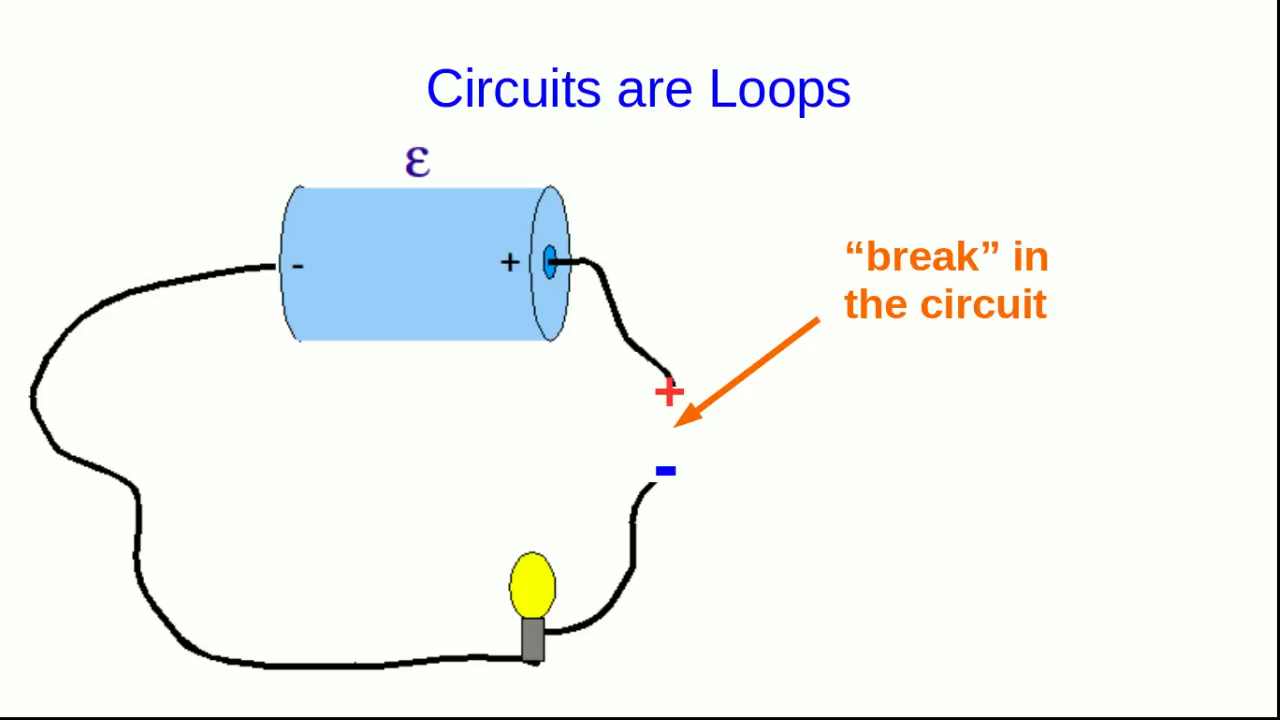 Circuits are Loops
ε
- +
“break” in
the circuit
+
-